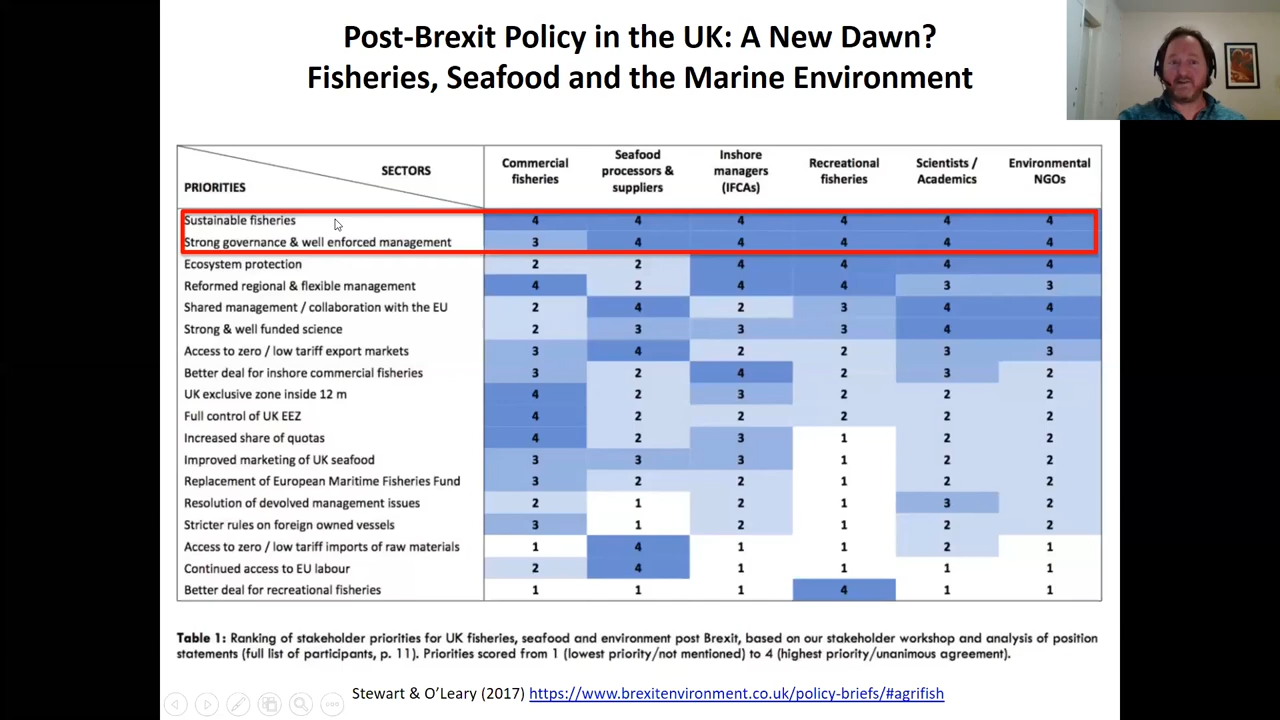 Post-Brexit Policy in the UK: A New Dawn?
Fisheries, Seafood and the Marine Environment
PRIORITIES SECTORS Commercial fisheries Seafood processors & suppliers Inshore managers (IFCAs) Recreational fisheries Scientists / Academics Environmental NGOs
Sustainable fisheries 4 4 4 4 4 4
Strong governance & well enforced management 3 4 4 4 4 4
Ecosystem protection 2 2 4 4 4 4
Reformed regional & flexible management 4 2 4 4 3 3
Shared management / collaboration with the EU 2 4 2 3 4 4
Strong & well funded science 2 3 3 3 4 4
Access to zero / low tariff export markets 3 4 2 2 3 3
Better deal for inshore commercial fisheries 3 2 4 2 3 2
UK exclusive zone inside 12 m 4 2 3 2 2 2
Full control of UK EEZ 4 2 2 2 2 2
Increased share of quotas 4 2 3 1 2 2
Improved marketing of UK seafood 3 3 3 1 2 2
Replacement of European Maritime Fisheries Fund 3 2 2 1 2 2
Resolution of devolved management issues 2 1 2 1 3 2
Stricter rules on foreign owned vessels 3 1 2 1 2 2
Access to zero / low tariff imports of raw materials 1 4 1 1 2 1
Continued access to EU labour 2 4 1 1 1 1
Better deal for recreational fisheries 1 1 1 4 1 1
Table 1: Ranking of stakeholder priorities for UK fisheries, seafood and environment post Brexit, based on our stakeholder workshop and analysis of position
statements (full list of participants, p. 11). Priorities scored from 1 (lowest priority/not mentioned) to 4 (highest priority/unanimous agreement).
Stewart & O'Leary (2017) https://www.brexitenvironment.co.uk/policy-briefs/#agrifish